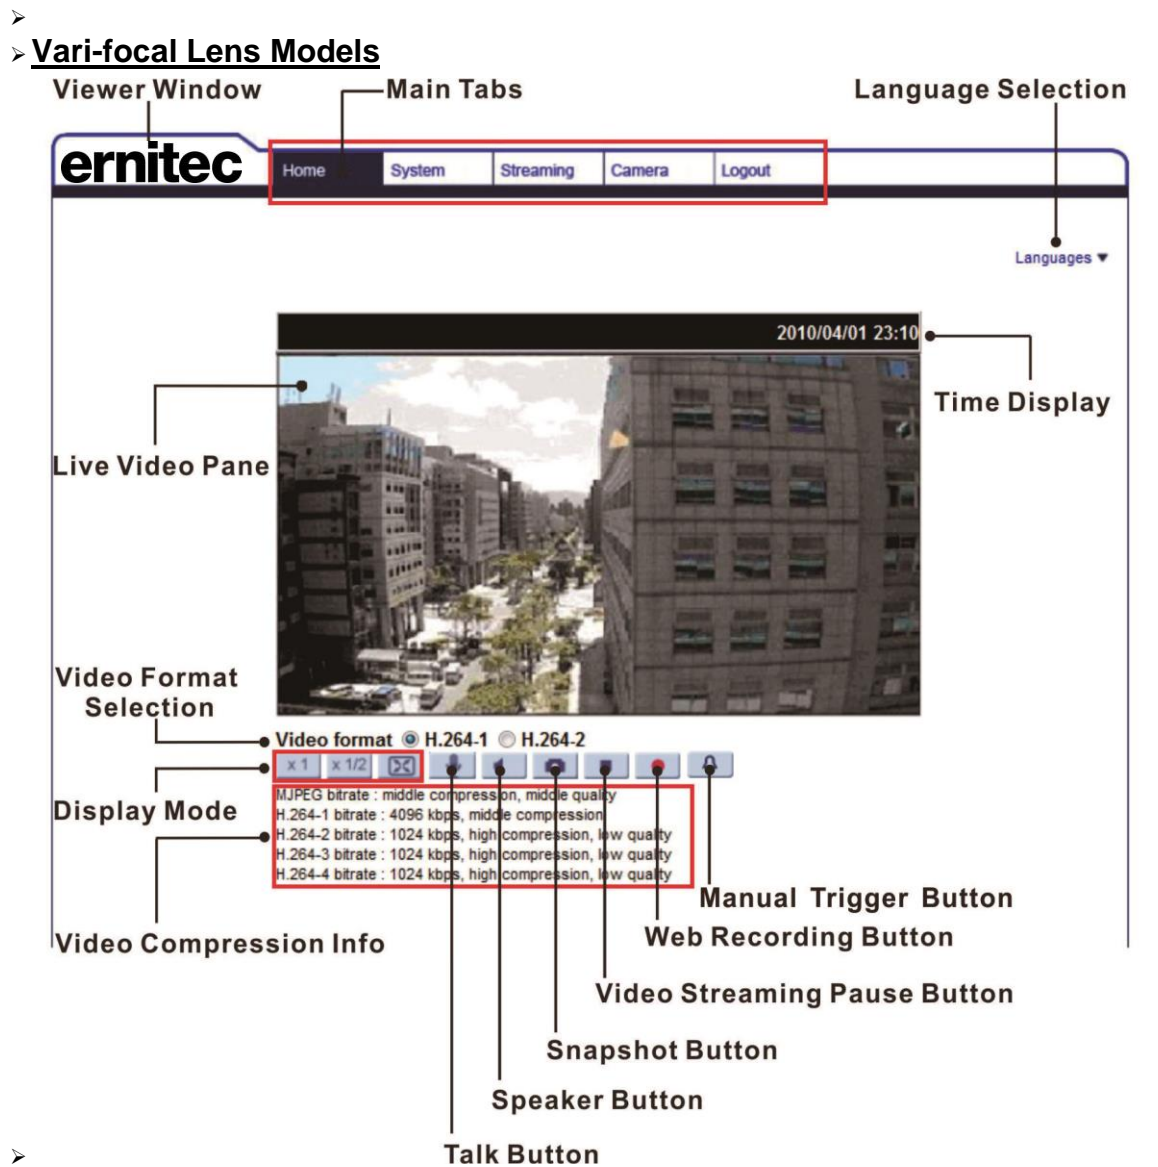 ➢
➢ Vari-focal Lens Models
Viewer Window
Main Tabs
Language Selection
ernitec
Home System Streaming Camera Logout
Languages ▼
2010/04/01 23:10
Time Display
Live Video Pane
Video Format
Selection
Video format H.264-1 H.264-2
x 1 x 1/2
Display Mode
MJPEG bitrate : middle compression, middle quality
H.264-1 bitrate : 4096 kbps, middle compression
H.264-2 bitrate : 1024 kbps, high compression, low quality
H.264-3 bitrate : 1024 kbps, high compression, low quality
H.264-4 bitrate : 1024 kbps, high compression, low quality
Manual Trigger Button
Video Compression Info
Web Recording Button
Video Streaming Pause Button
Snapshot Button
Speaker Button
➢
Talk Button